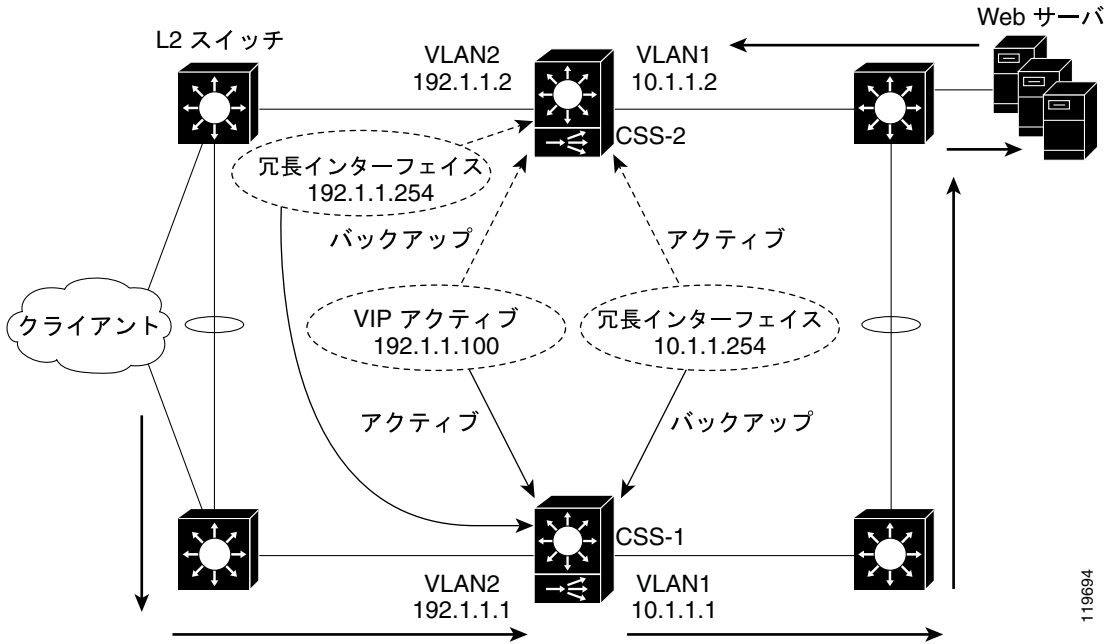 Web サーバ
L2 スイッチ
VLAN2
192.1.1.2
VLAN1
10.1.1.2
CSS-2
冗長インターフェイス
192.1.1.254
バックアップ
アクティブ
クライアント
VIP アクティブ
192.1.1.100
冗長インターフェイス
10.1.1.254
アクティブ
バックアップ
CSS-1
VLAN2
192.1.1.1
VLAN1
10.1.1.1
119694